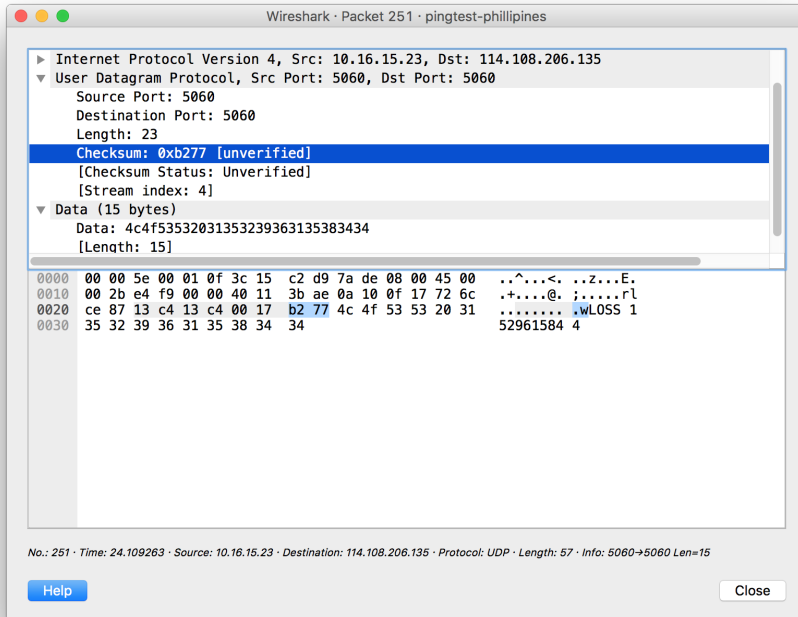 Wireshark · Packet 251 · pingtest-phillipines
Internet Protocol Version 4, Src: 10.16.15.23, Dst: 114.108.206.135
User Datagram Protocol, Src Port: 5060, Dst Port: 5060
Source Port: 5060
Destination Port: 5060
Length: 23
Checksum: 0xb277 [unverified]
[Checksum Status: Unverified]
[Stream index: 4]
Data (15 bytes)
Data: 4c4f53532031353239363135383434
[Length: 15]
0000 00 00 5e 00 01 0f 3c 15 c2 d9 7a de 08 00 45 00 ..^...<. ..z...E.
0010 00 2b e4 f9 00 00 40 11 3b ae 0a 10 0f 17 72 6c .+....@. ;.....rl
0020 ce 87 13 c4 13 c4 00 17 b2 77 4c 4f 53 53 20 31 ........ .wLOSS 1
0030 35 32 39 36 31 35 38 34 34 52961584 4
No.: 251 · Time: 24.109263 · Source: 10.16.15.23 · Destination: 114.108.206.135 · Protocol: UDP · Length: 57 · Info: 5060→5060 Len=15
Help
Close